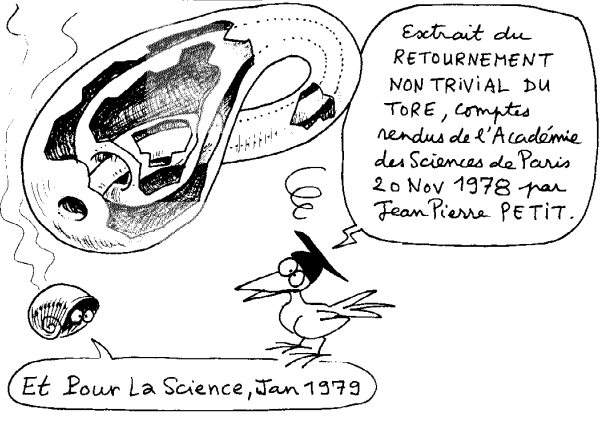 Extrait du
RETOURNEMENT
NON TRIVIAL DU
TORE, Comptes
rendus de l'Académie
des Sciences de Paris
20 Nov 1978 par
Jean Pierre PETIT.
Et Pour La Science, Jan 1979